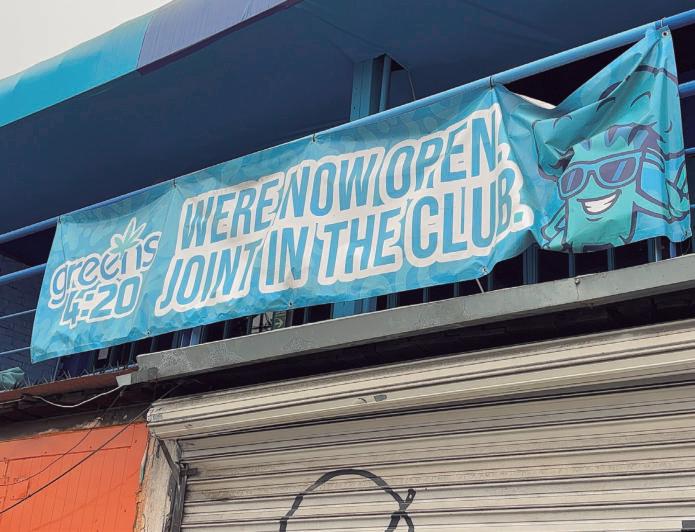 greens
4:20
WERE NOW OPEN.
JOINT IN THE CLUB.